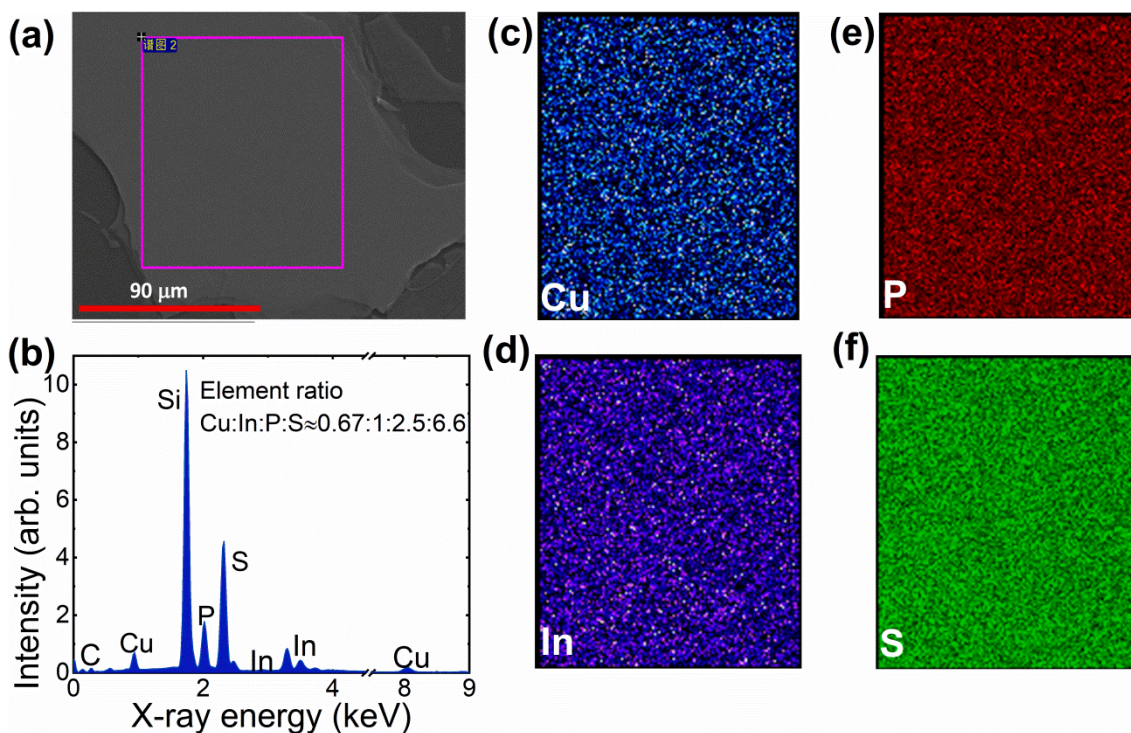 (a)
谱图 2
90 μm
(b)
Intensity (arb. units)
10
8
6
4
2
0
Si
Element ratio
Cu:In:P:S≈0.67:1:2.5:6.6
S
P
C
Cu
In
In
Cu
0
2
4
8
9
X-ray energy (keV)
(c)
Cu
(d)
In
(e)
P
(f)
S